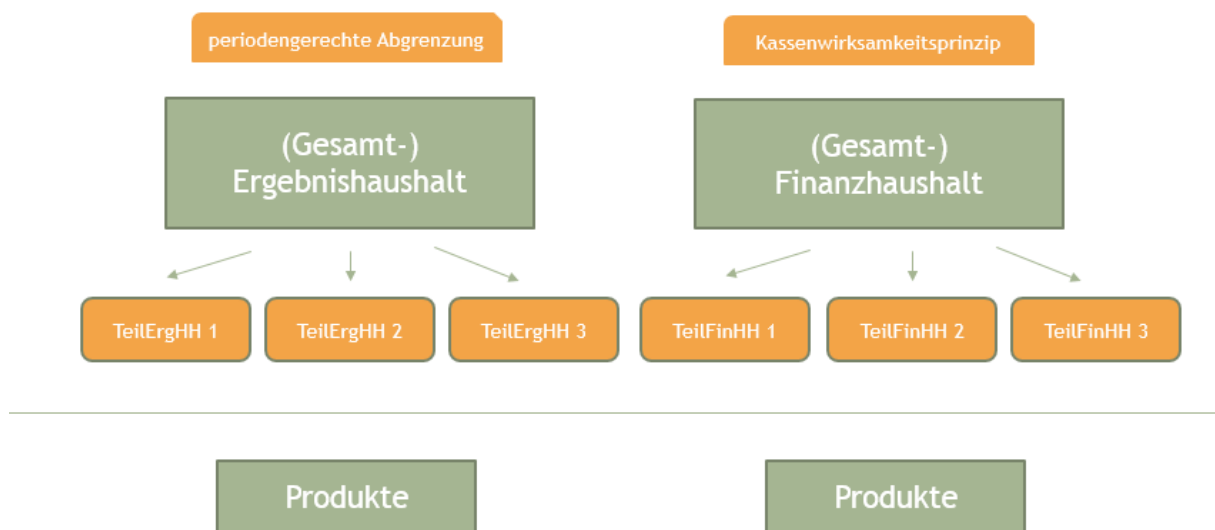 periodengerechte Abgrenzung
Kassenwirksamkeitsprinzip
(Gesamt-)
Ergebnishaushalt
(Gesamt-)
Finanzhaushalt
TeilErgHH 1
TeilErgHH 2
TeilErgHH 3
TeilFinHH 1
TeilFinHH 2
TeilFinHH 3
Produkte
Produkte